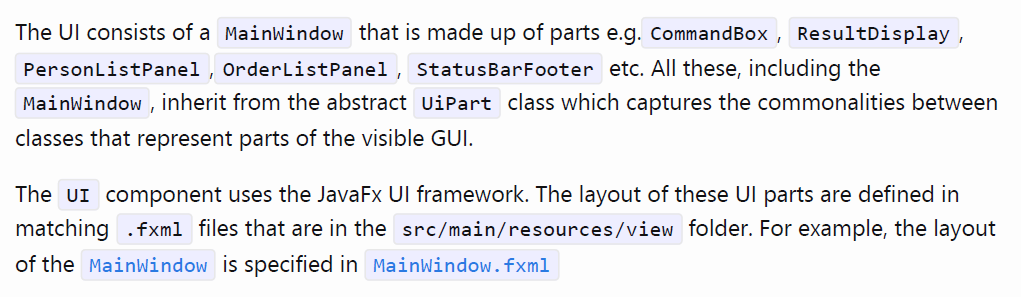 The UI consists of a MainWindow that is made up of parts e.g. CommandBox, ResultDisplay,
PersonListPanel, OrderListPanel, StatusBarFooter etc. All these, including the
MainWindow, inherit from the abstract UiPart class which captures the commonalities between
classes that represent parts of the visible GUI.
The UI component uses the JavaFx UI framework. The layout of these UI parts are defined in
matching .fxml files that are in the src/main/resources/view folder. For example, the layout
of the MainWindow is specified in MainWindow.fxml